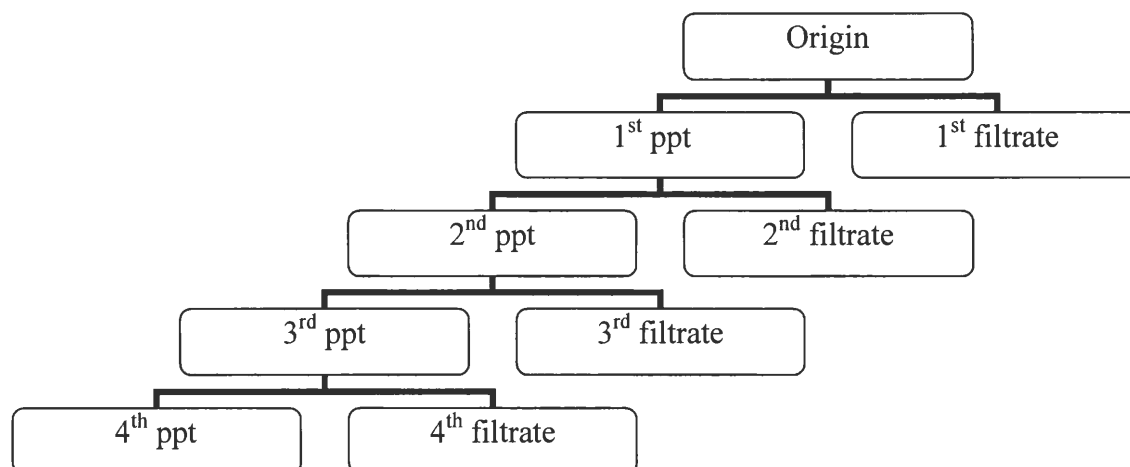 Origin
1st ppt
1st filtrate
2nd ppt
2nd filtrate
3rd ppt
3rd filtrate
4th ppt
4th filtrate